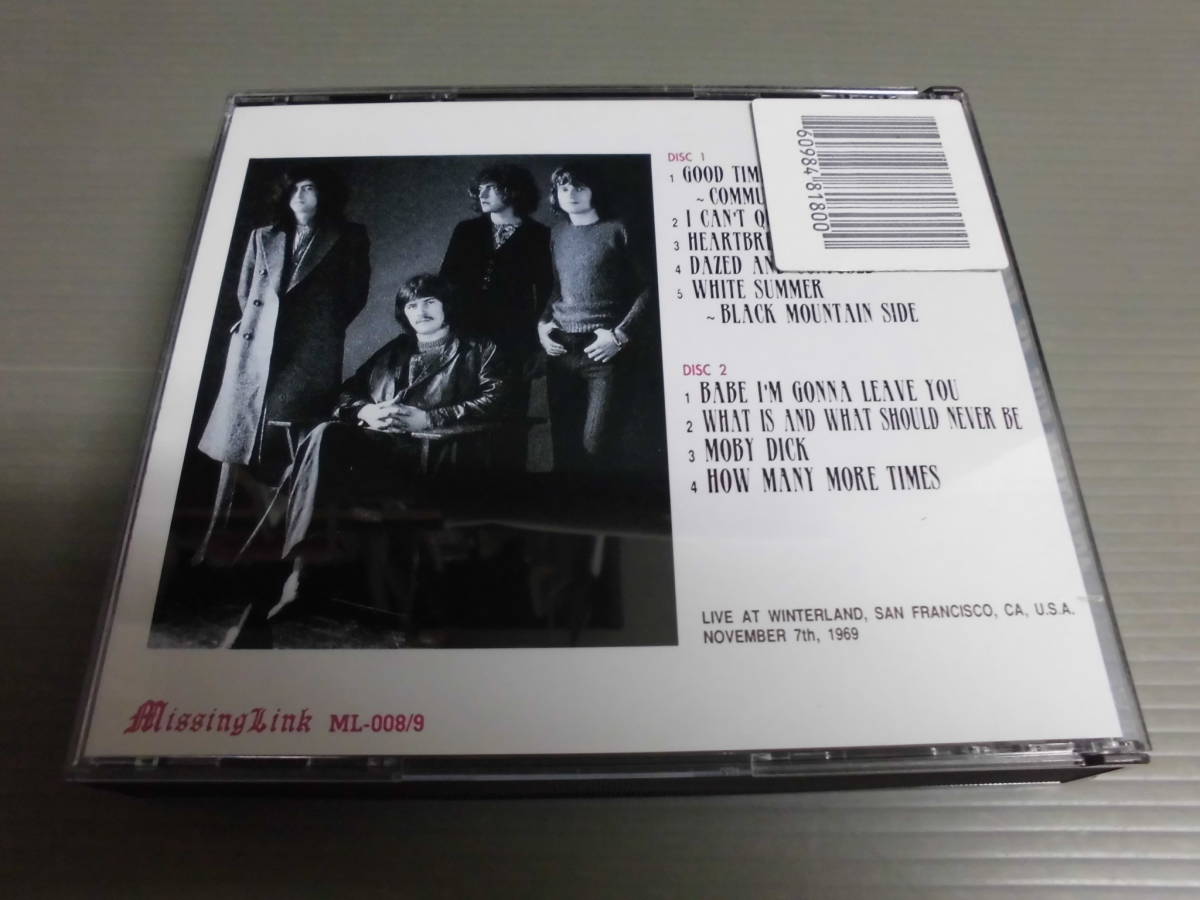 DISC 1
1 GOOD TIM
~ COMMU
2 I CAN'T Q
3 HEARTBR
4 DAZED AN
5 WHITE SUMMER
~ BLACK MOUNTAIN SIDE
DISC 2
1 BABE I'M GONNA LEAVE YOU
2 WHAT IS AND WHAT SHOULD NEVER BE
3 MOBY DICK
4 HOW MANY MORE TIMES
LIVE AT WINTERLAND, SAN FRANCISCO, CA, U.S.A.
NOVEMBER 7th, 1969
MissingLink ML-008/9
6098481800